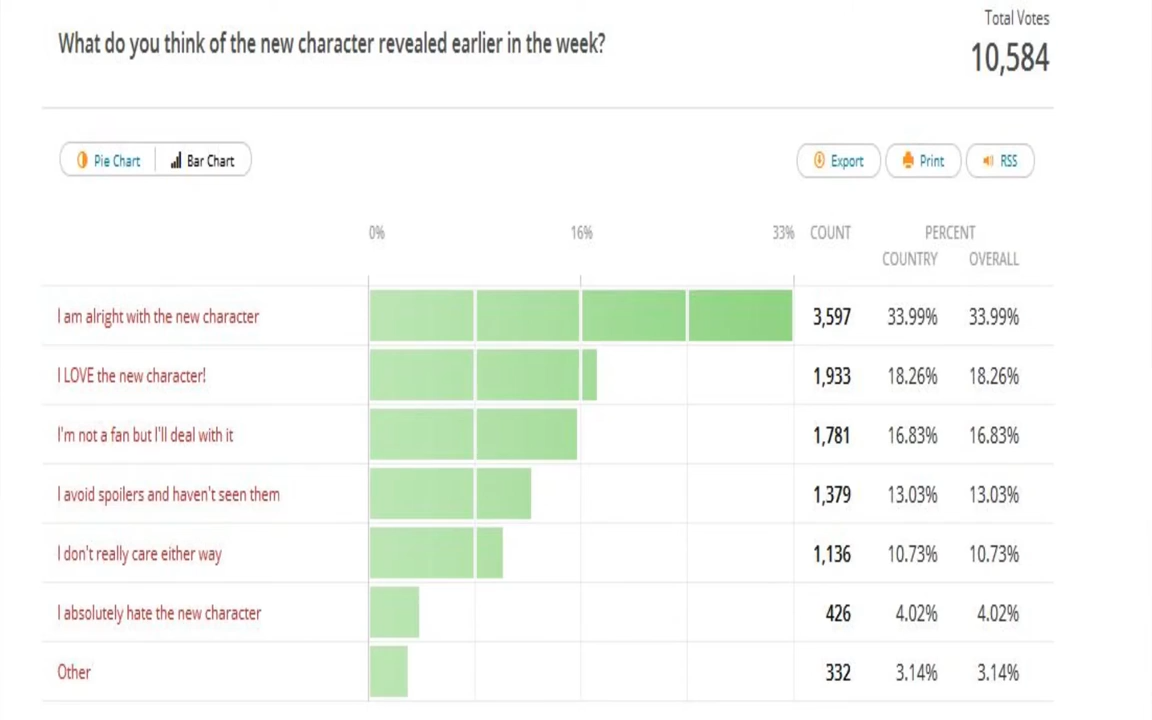 Total Votes
What do you think of the new character revealed earlier in the week?
10,584
Pie Chart Bar Chart Export Print RSS
0% 16% 33% COUNT PERCENT
COUNTRY OVERALL
I am alright with the new character 3,597 33.99% 33.99%
I LOVE the new character! 1,933 18.26% 18.26%
I'm not a fan but I'll deal with it 1,781 16.83% 16.83%
I avoid spoilers and haven't seen them 1,379 13.03% 13.03%
I don't really care either way 1,136 10.73% 10.73%
I absolutely hate the new character 426 4.02% 4.02%
Other 332 3.14% 3.14%